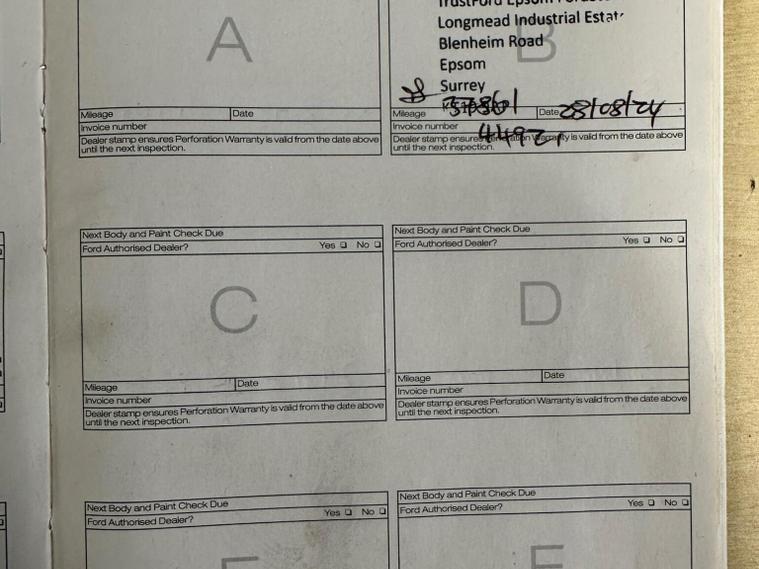 A
Mileage Date
Invoice number
Dealer stamp ensures Perforation Warranty is valid from the date above
until the next inspection.
Longmead Industrial Estat
Blenheim Road
B
Epsom
Surrey
Mileage Date 28/08/24
Invoice number
44921
Dealer stamp ensures Perforation Warranty is valid from the date above
until the next inspection.
Next Body and Paint Check Due
Ford Authorised Dealer? Yes ❑ No ❑
C
Mileage Date
Invoice number
Dealer stamp ensures Perforation Warranty is valid from the date above
until the next inspection.
Next Body and Paint Check Due
Ford Authorised Dealer? Yes ❑ No ❑
D
Mileage Date
Invoice number
Dealer stamp ensures Perforation Warranty is valid from the date above
until the next inspection.
Next Body and Paint Check Due
Ford Authorised Dealer? Yes ❑ No ❑
Next Body and Paint Check Due
Ford Authorised Dealer? Yes ❑ No ❑